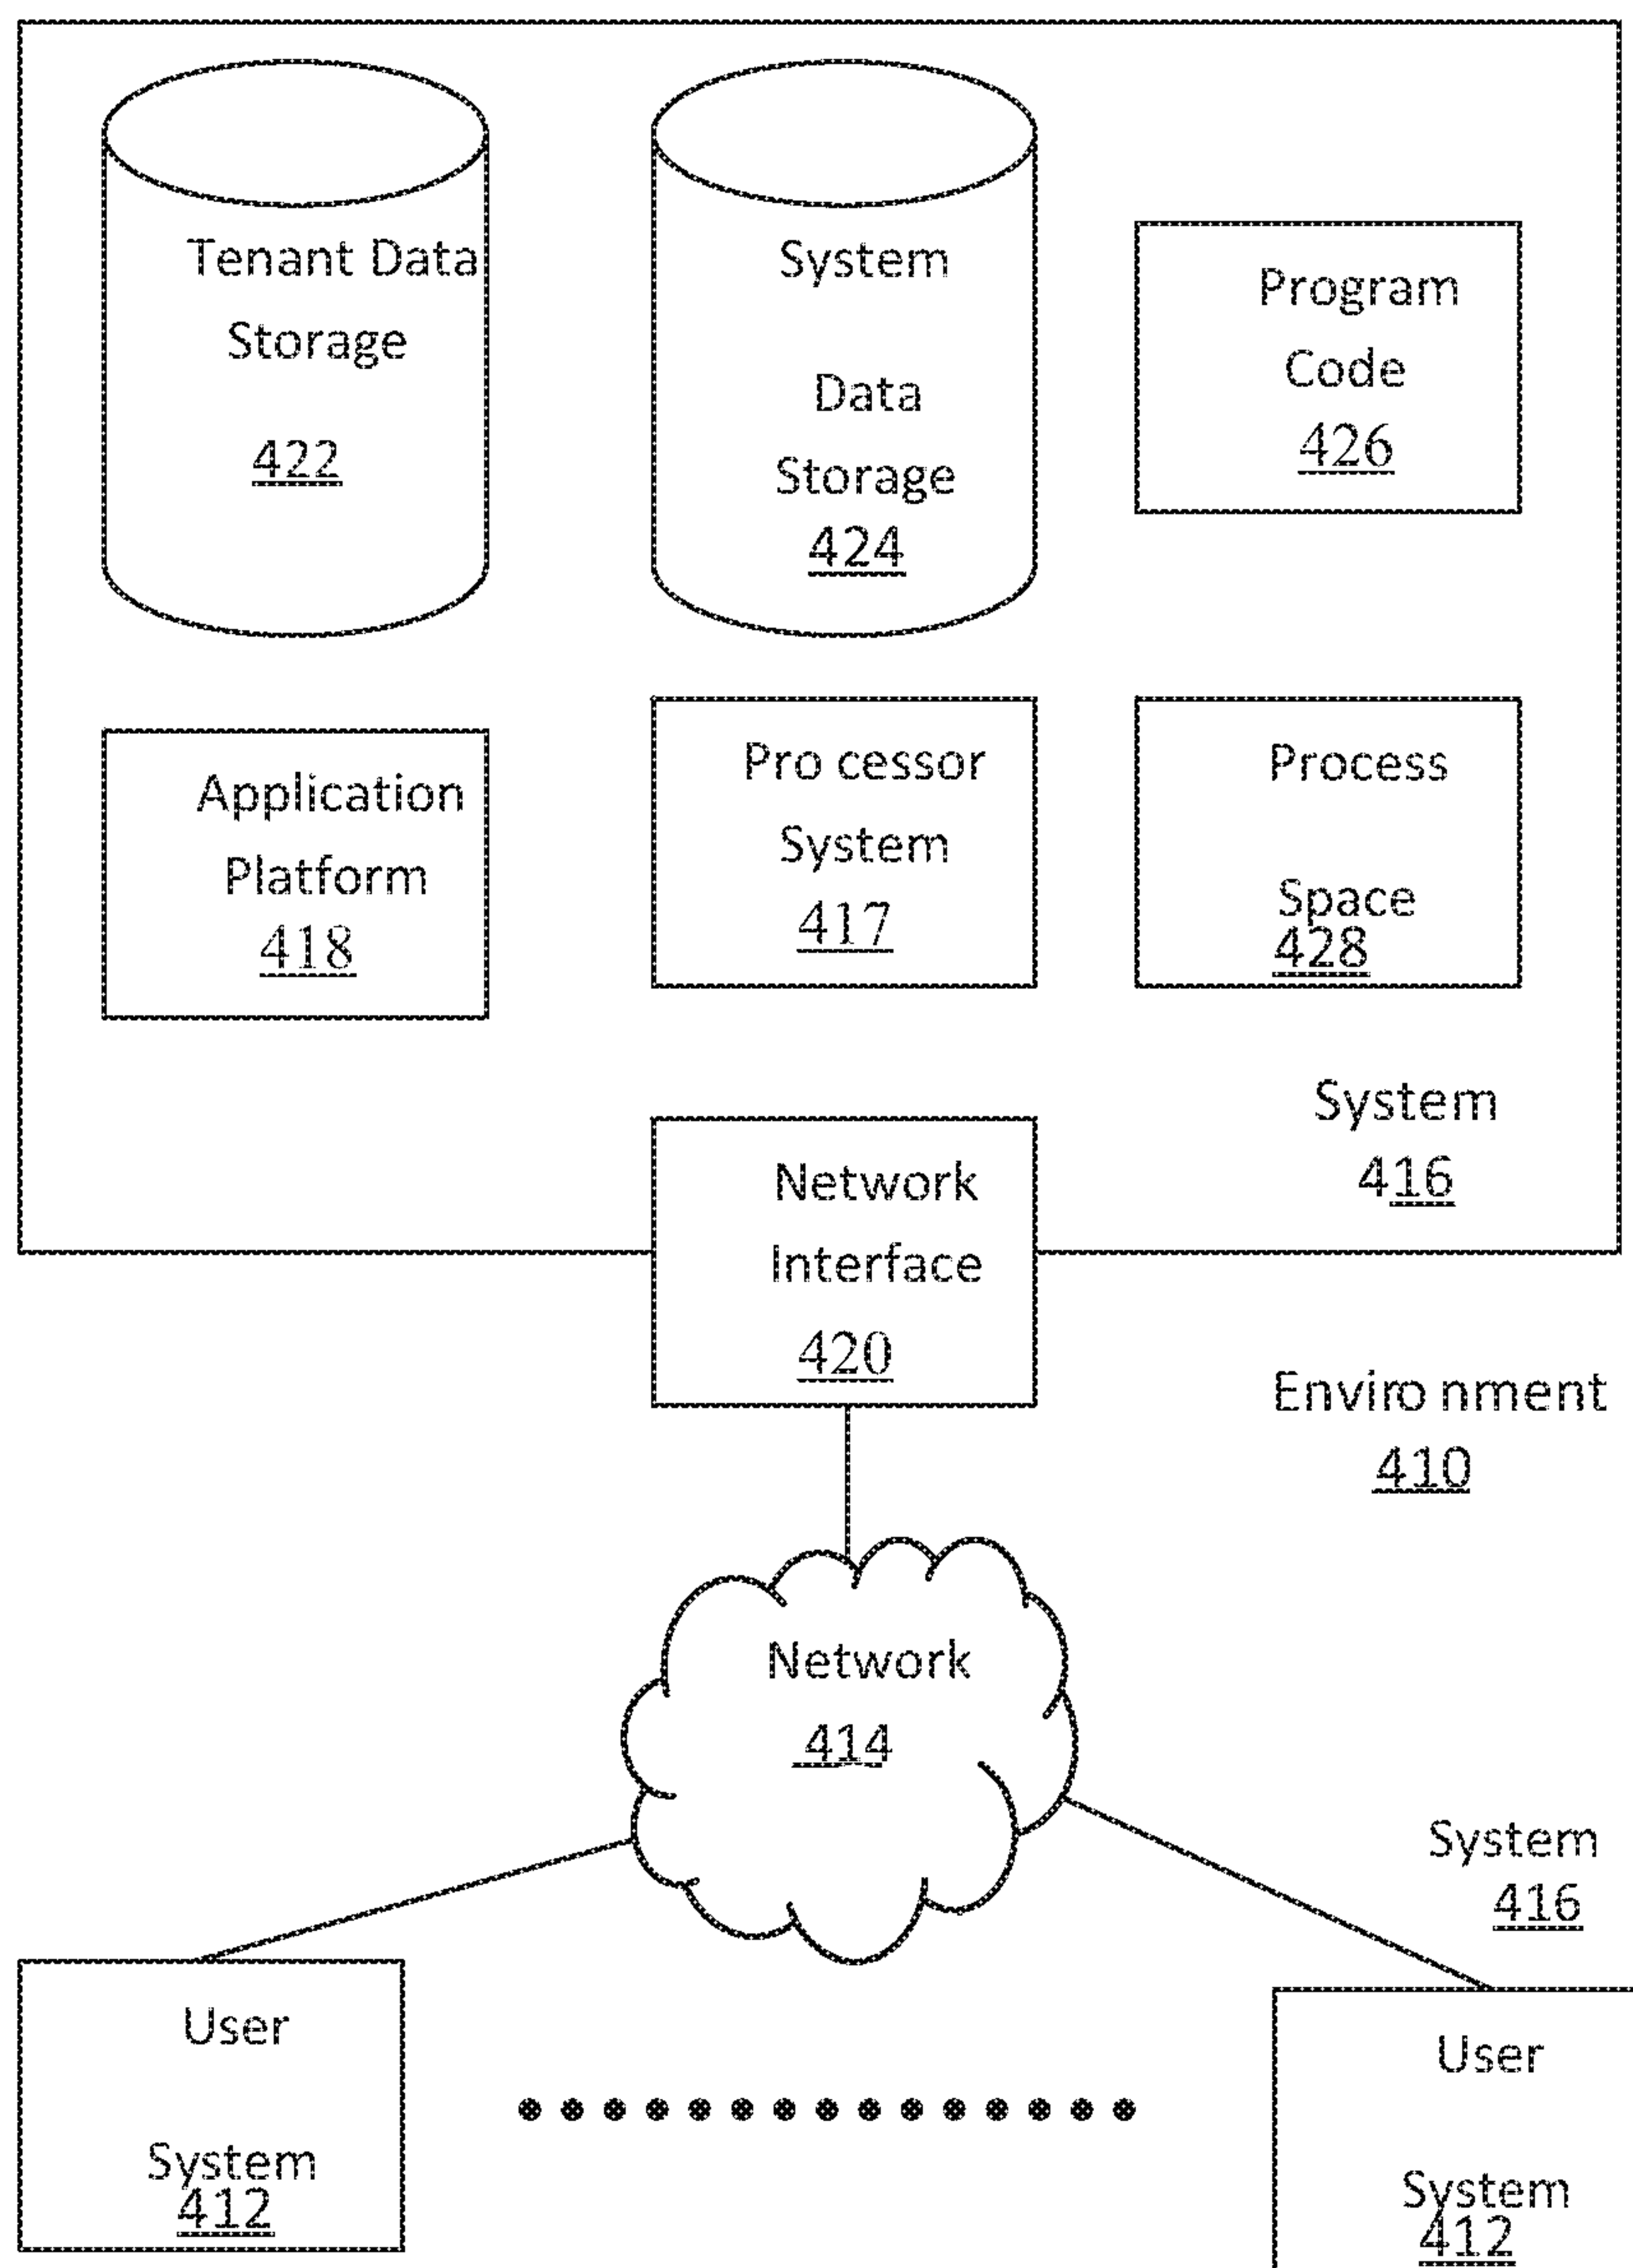 Tenant Data
Storage
422
System
Data
Storage
424
Program
Code
426
Application
Platform
418
Pro cessor
System
417
Process
Space
428
System
416
Network
Interface
420
Enviro nment
410
Network
414
System
416
User
System
412
User
System
412